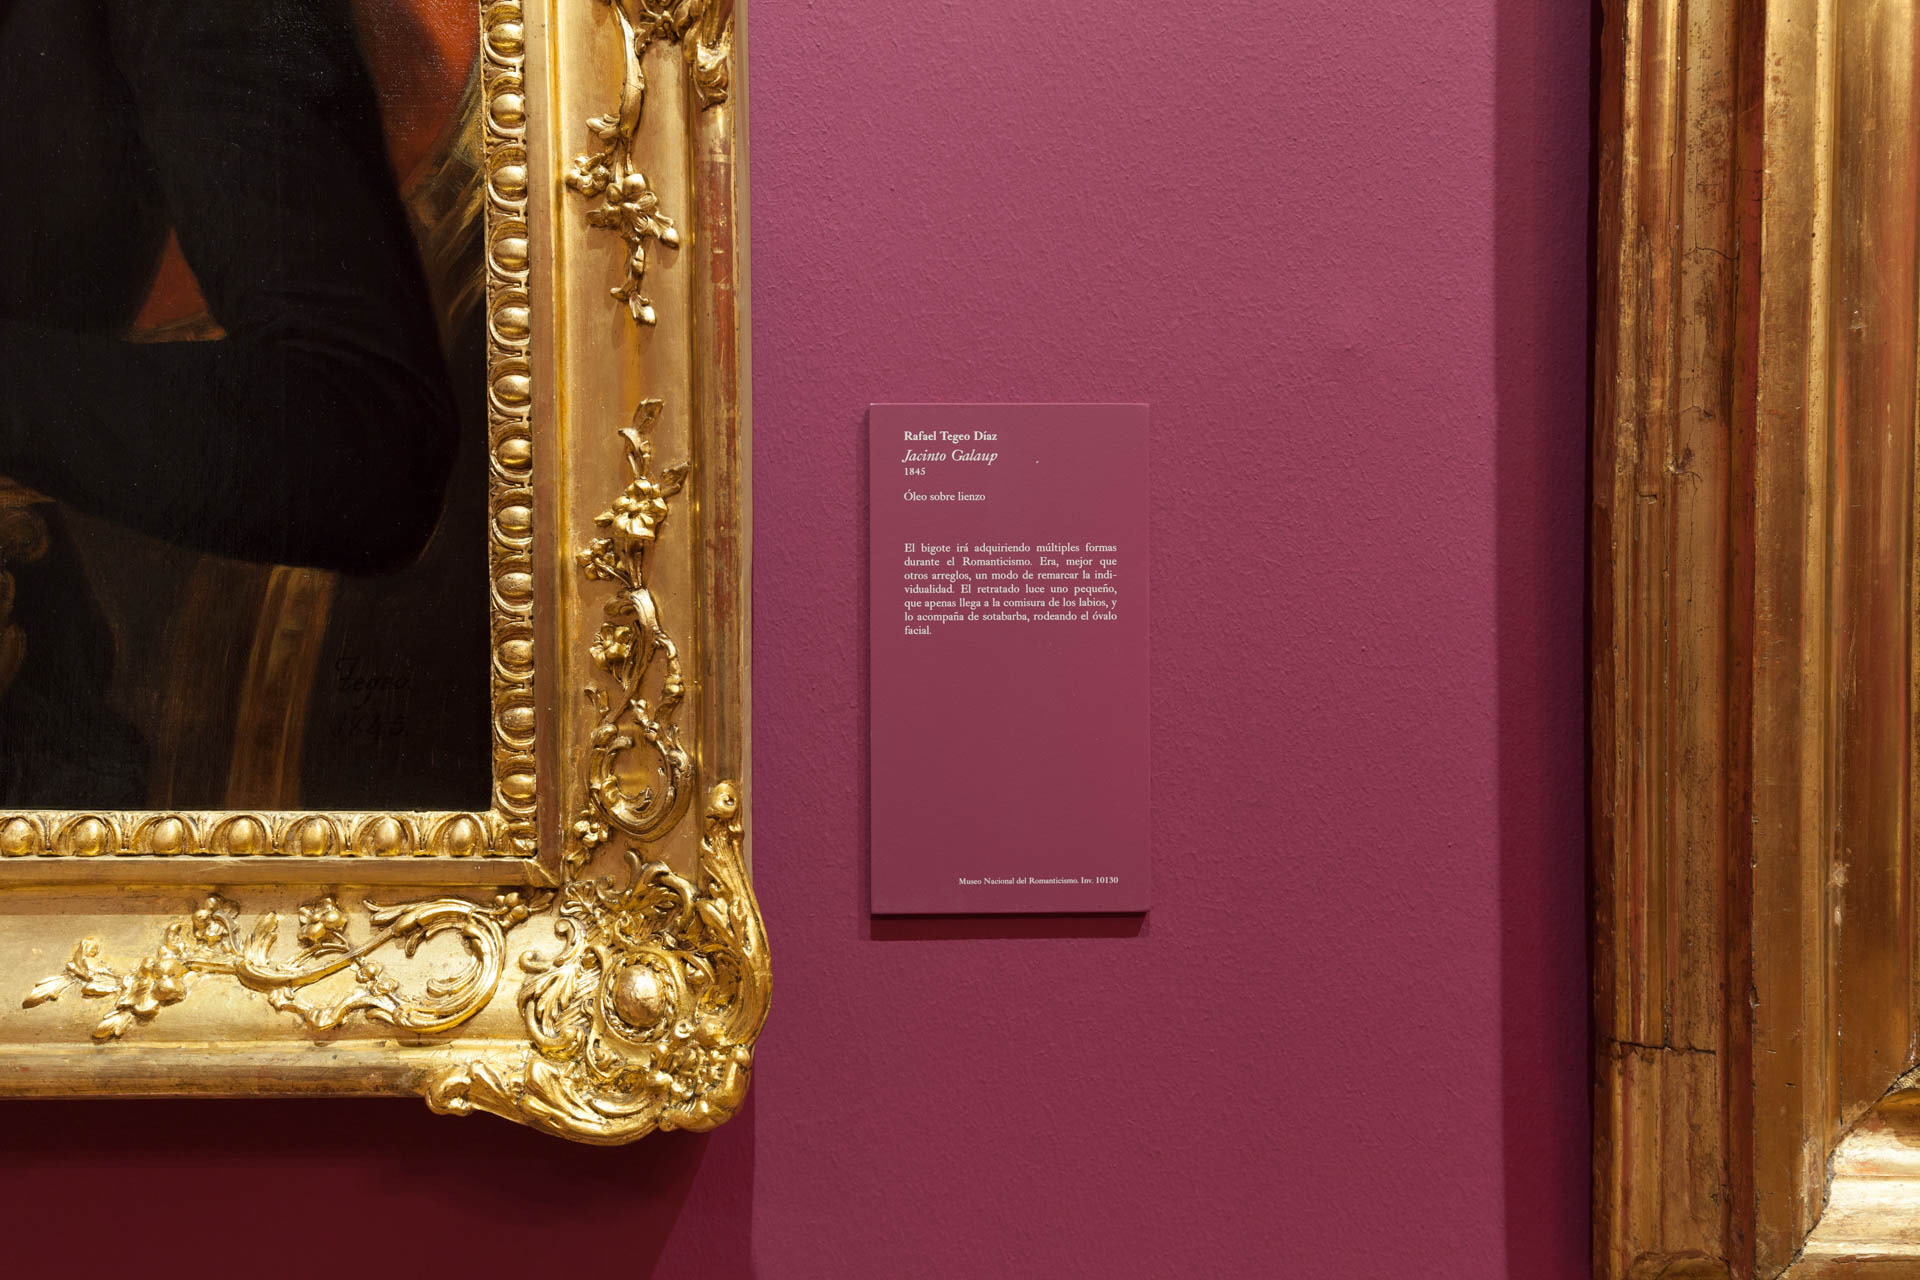 Tegeo.
1845.
Rafael Tegeo Díaz
Jacinto Galaup
1845
Óleo sobre lienzo
El bigote irá adquiriendo múltiples formas
durante el Romanticismo. Era, mejor que
otros arreglos, un modo de remarcar la indi-
vidualidad. El retratado luce uno pequeño,
que apenas llega a la comisura de los labios, y
lo acompaña de sotabarba, rodeando el óvalo
facial.
Museo Nacional del Romanticismo. Inv. 10130